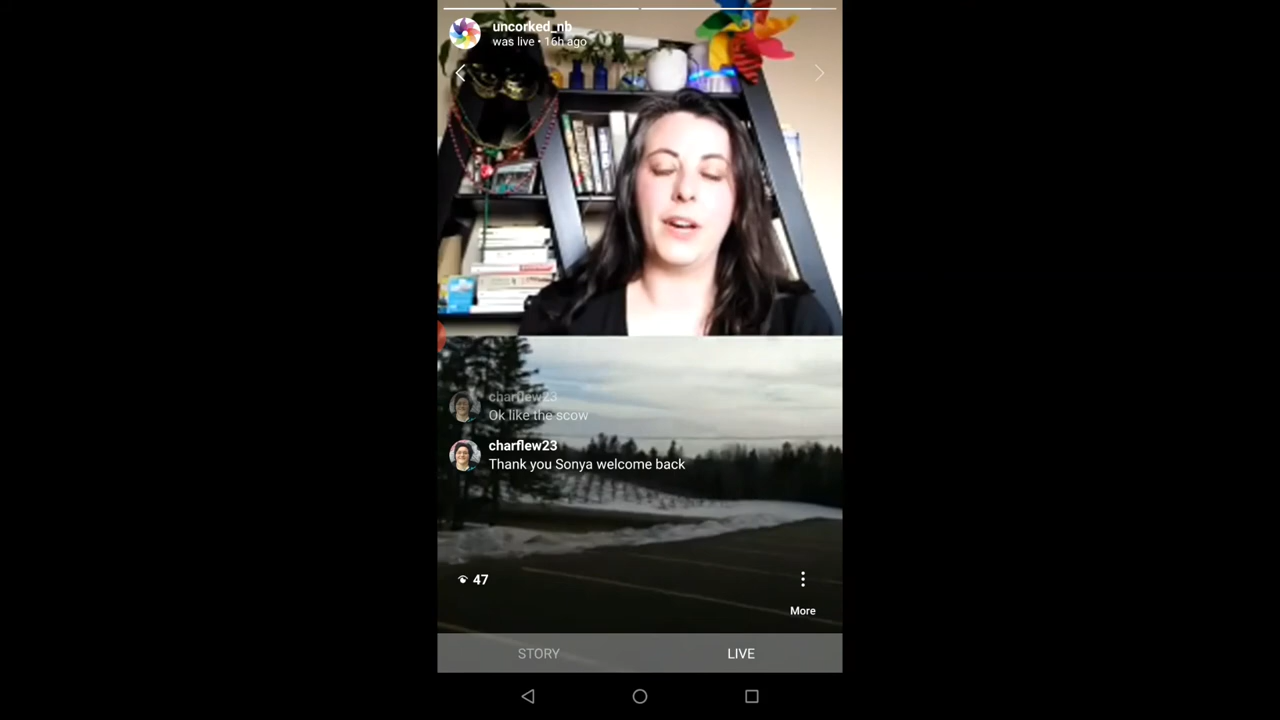 uncorked_nb
was live • 16h ago
charflew23
Ok like the scow
charflew23
Thank you Sonya welcome back
47
More
STORY
LIVE